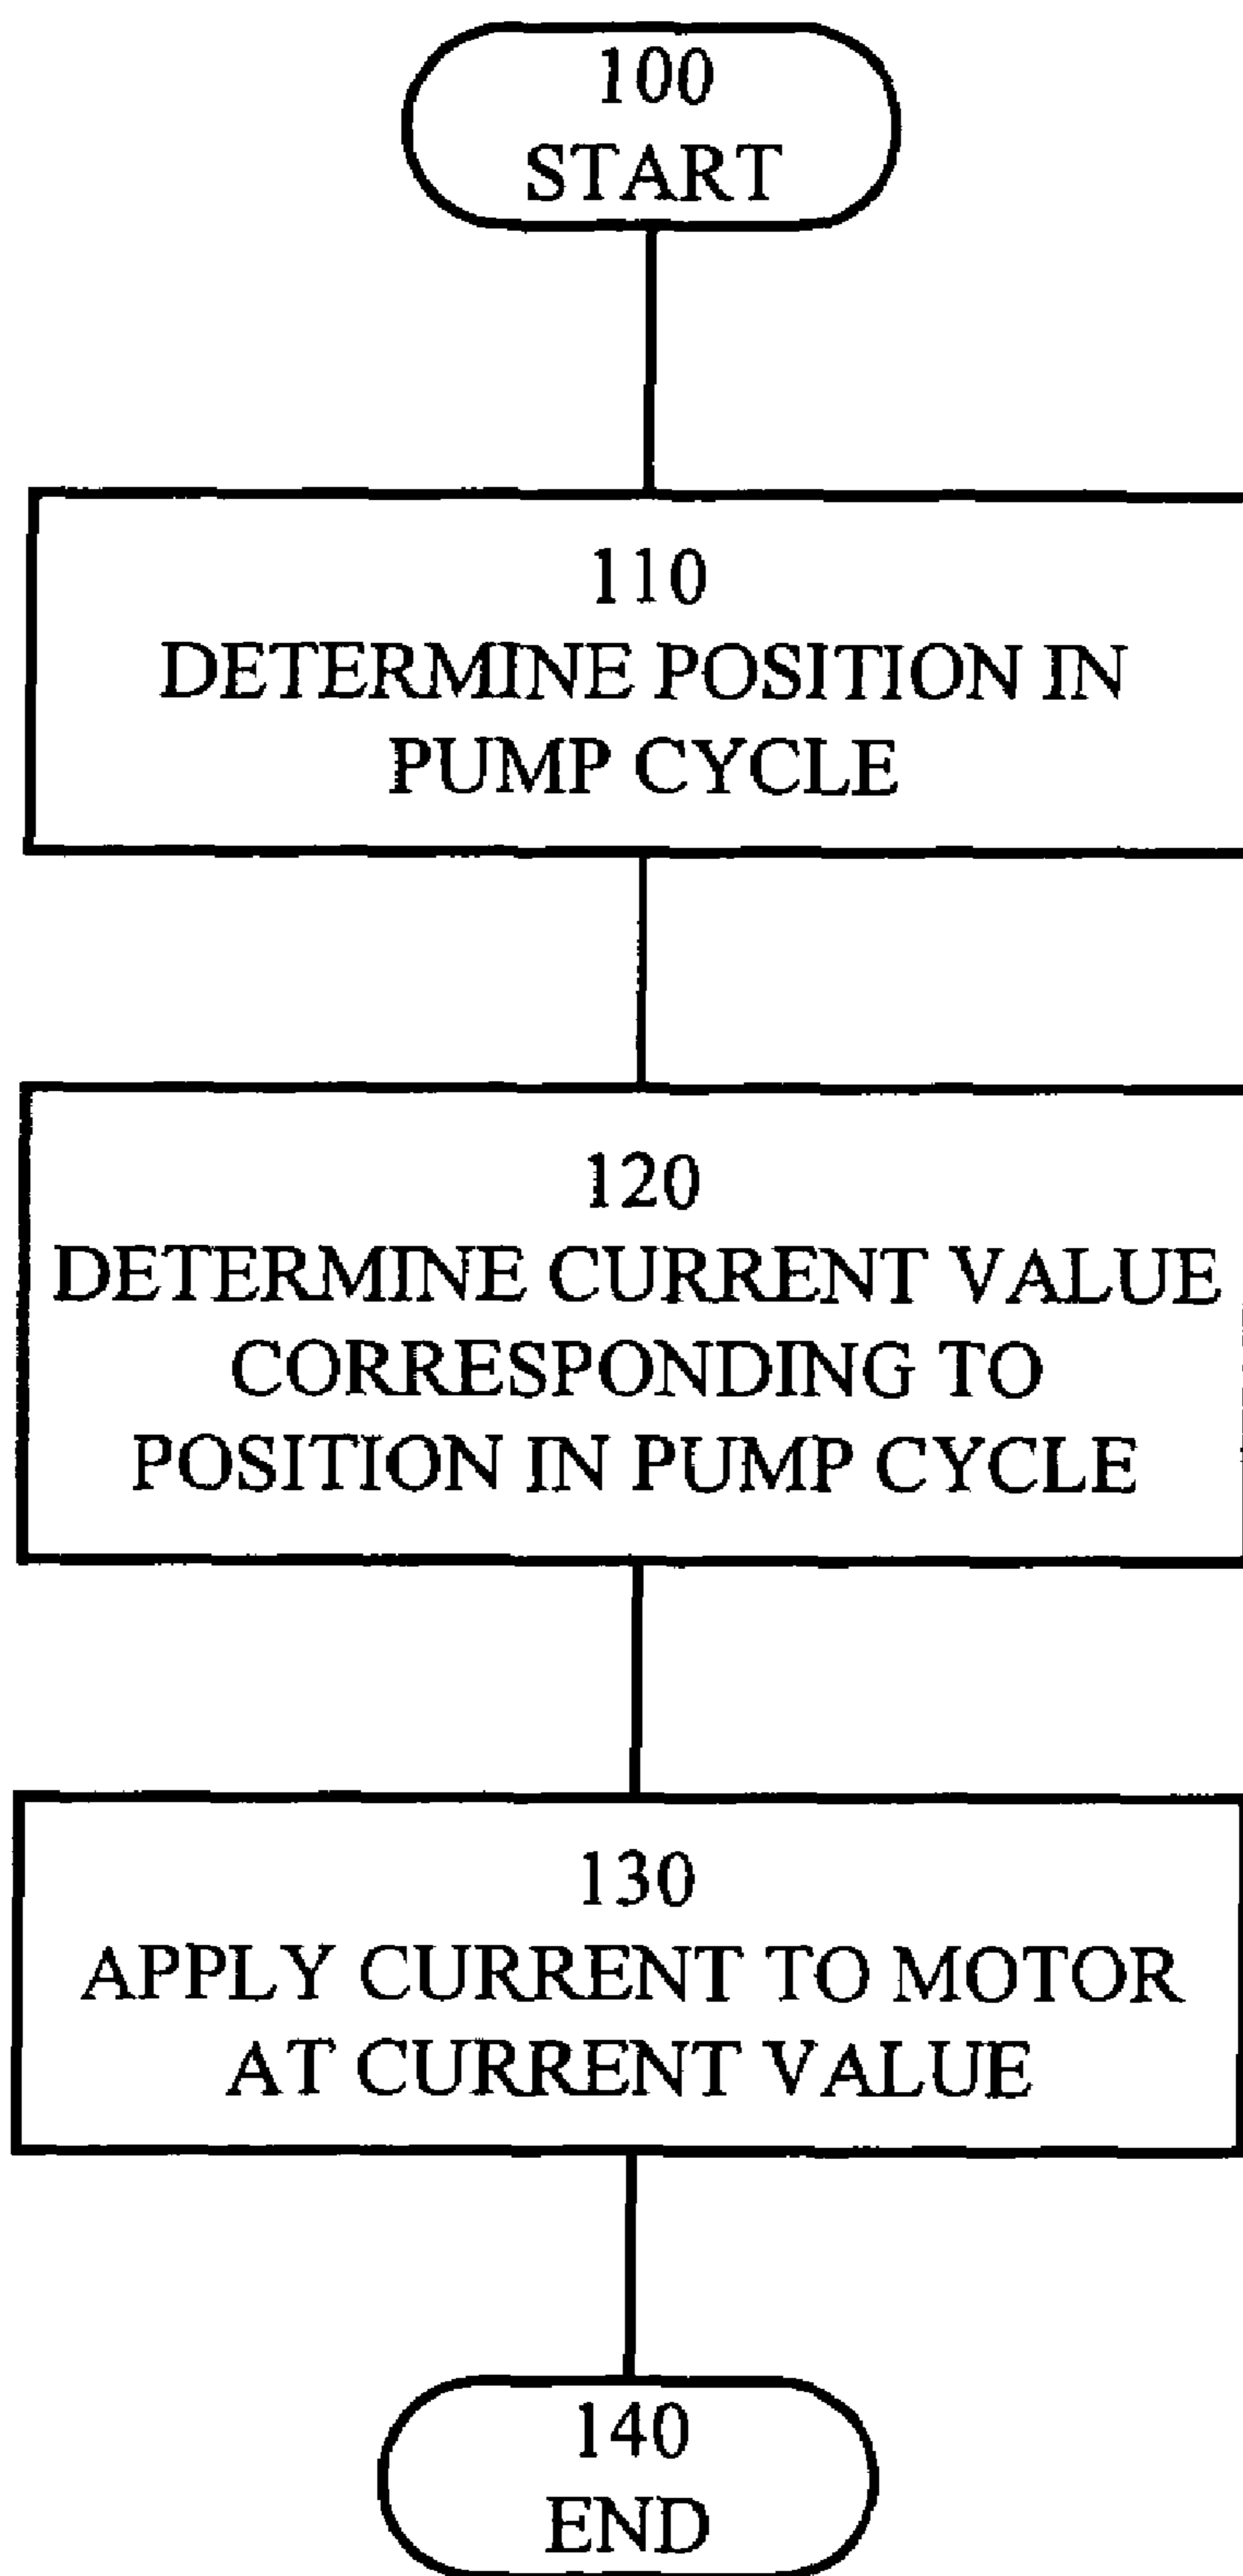 100
START
110
DETERMINE POSITION IN
PUMP CYCLE
120
DETERMINE CURRENT VALUE
CORRESPONDING TO
POSITION IN PUMP CYCLE
130
APPLY CURRENT TO MOTOR
AT CURRENT VALUE
140
END